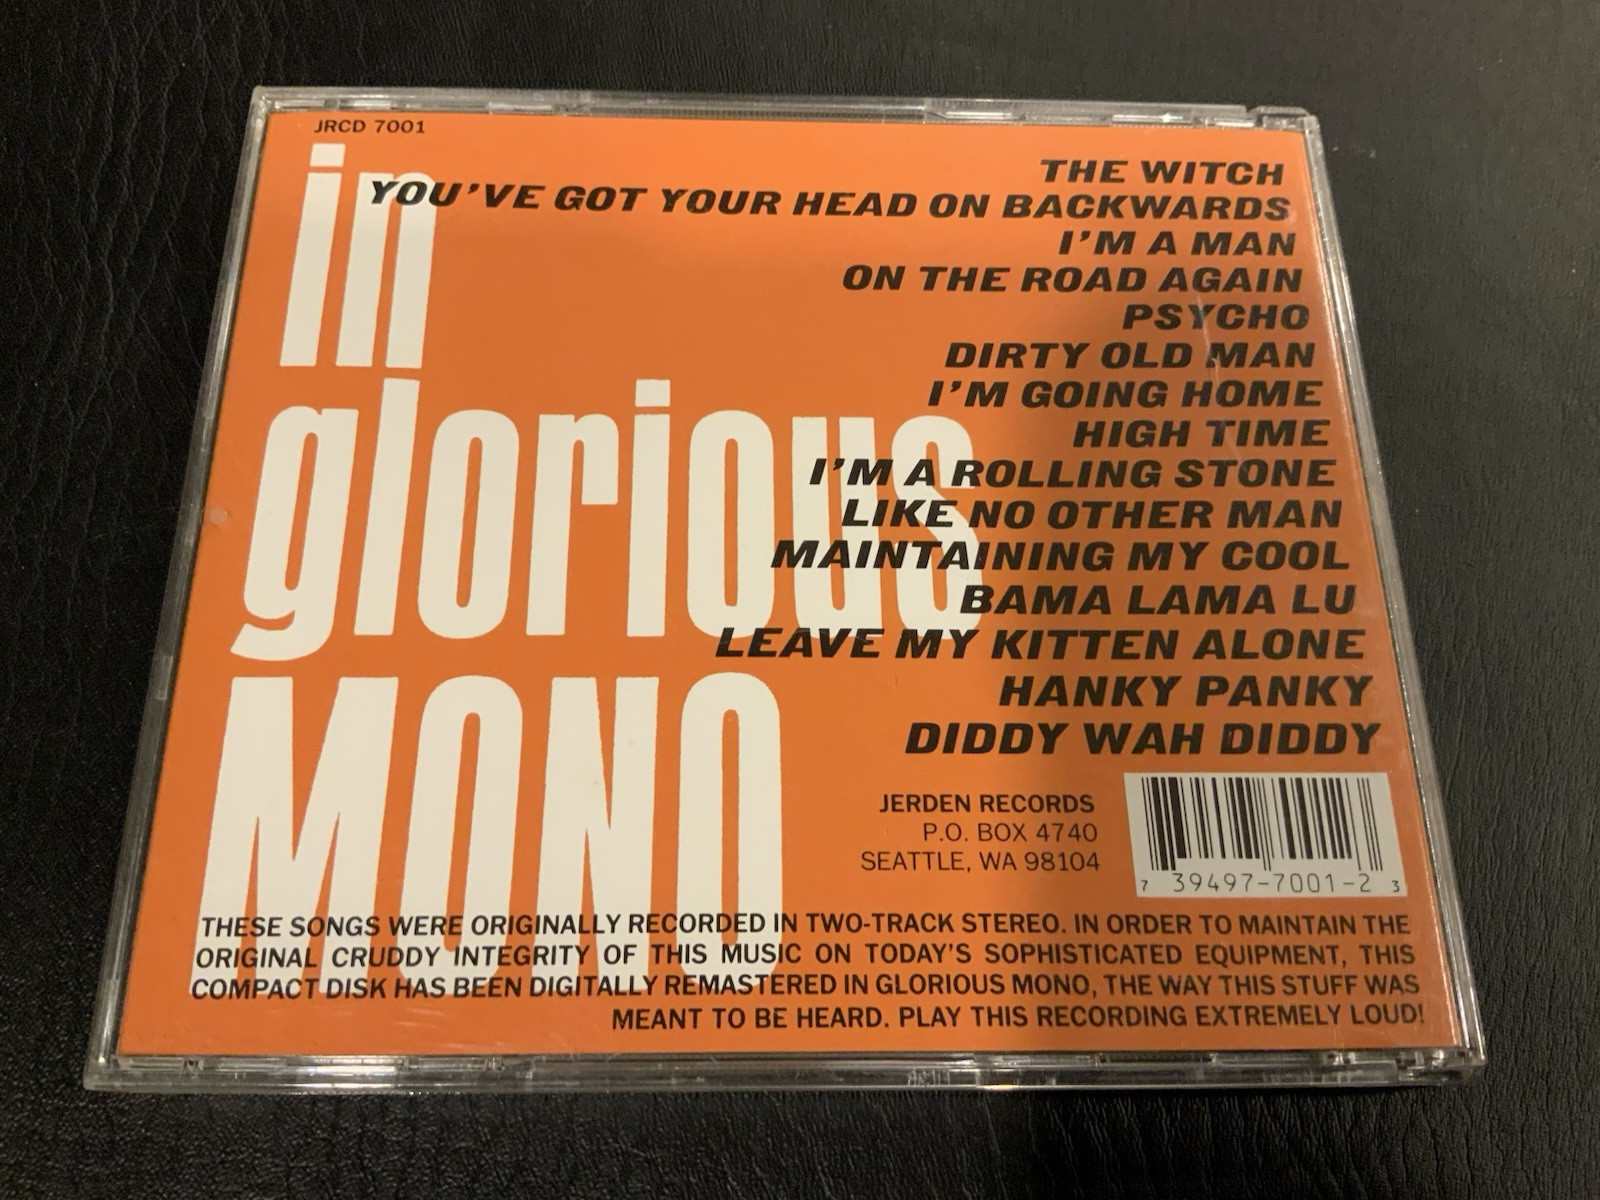 JRCD 7001
in
glorious
MONO
THE WITCH
YOU'VE GOT YOUR HEAD ON BACKWARDS
I'M A MAN
ON THE ROAD AGAIN
PSYCHO
DIRTY OLD MAN
I'M GOING HOME
HIGH TIME
I'M A ROLLING STONE
LIKE NO OTHER MAN
MAINTAINING MY COOL
BAMA LAMA LU
LEAVE MY KITTEN ALONE
HANKY PANKY
DIDDY WAH DIDDY
JERDEN RECORDS
P.O. BOX 4740
SEATTLE, WA 98104
7 39497-7001-2 3
THESE SONGS WERE ORIGINALLY RECORDED IN TWO-TRACK STEREO. IN ORDER TO MAINTAIN THE
ORIGINAL CRUDDY INTEGRITY OF THIS MUSIC ON TODAY'S SOPHISTICATED EQUIPMENT, THIS
COMPACT DISK HAS BEEN DIGITALLY REMASTERED IN GLORIOUS MONO, THE WAY THIS STUFF WAS
MEANT TO BE HEARD. PLAY THIS RECORDING EXTREMELY LOUD!